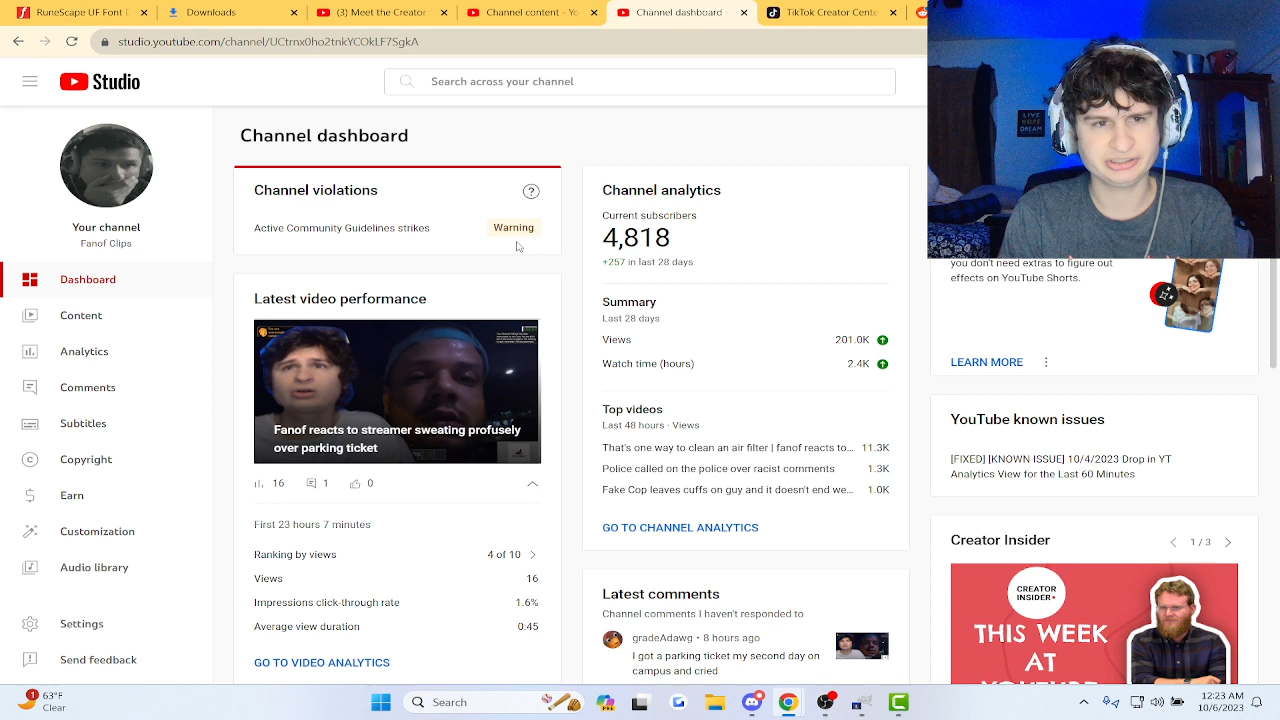 RuneScape and UnFa
Downloads
(3) Meet the Creator
Channel content - Yo
Channel dashboard
TikTok Creator Cente
studio.youtube.com/channel/UCtrnx0ho2tnkYCOkLF7SgkA
Studio
Search across your channel
LIVE
HOPE
DREAM
Your channel
Fanof Clips
Dashboard
Content
Analytics
Comments
Subtitles
Copyright
Earn
Customization
Audio library
Settings
Send feedback
Channel dashboard
Channel violations
Active Community Guidelines strikes
Warning
Latest video performance
Fanof reacts to streamer sweating profusely
over parking ticket
16
1
0
First 23 hours 7 minutes
Ranking by views
4 of 10
Views
16
Impressions click-through rate
1.6%
Average view duration
0:45
GO TO VIDEO ANALYTICS
Channel analytics
Current subscribers
4,818
+257 in last 28 days
Summary
Last 28 days
Views
201.0K
Watch time (hours)
2.4K
Top videos
Last 48 hours · Views
That's one way to clean an air filter | fanof reacts to...
11.3K
Police called on the police over racist comments
1.3K
Fake Cop leaves cuffs on guy and it doesn't end we...
1.0K
GO TO CHANNEL ANALYTICS
Latest comments
Channel comments I haven't responded to
gradeAdawg • 8 hours ago
I got a parking ticket my second day on
campus and cried
you don't need extras to figure out
effects on YouTube Shorts.
LEARN MORE
YouTube known issues
[FIXED] [KNOWN ISSUE] 10/4/2023 Drop in YT
Analytics View for the Last 60 Minutes
Creator Insider
1 / 3
CREATOR
INSIDER
THIS WEEK
AT
YOUTUBE
1
63°F
Clear
Search
12:23 AM
10/6/2023